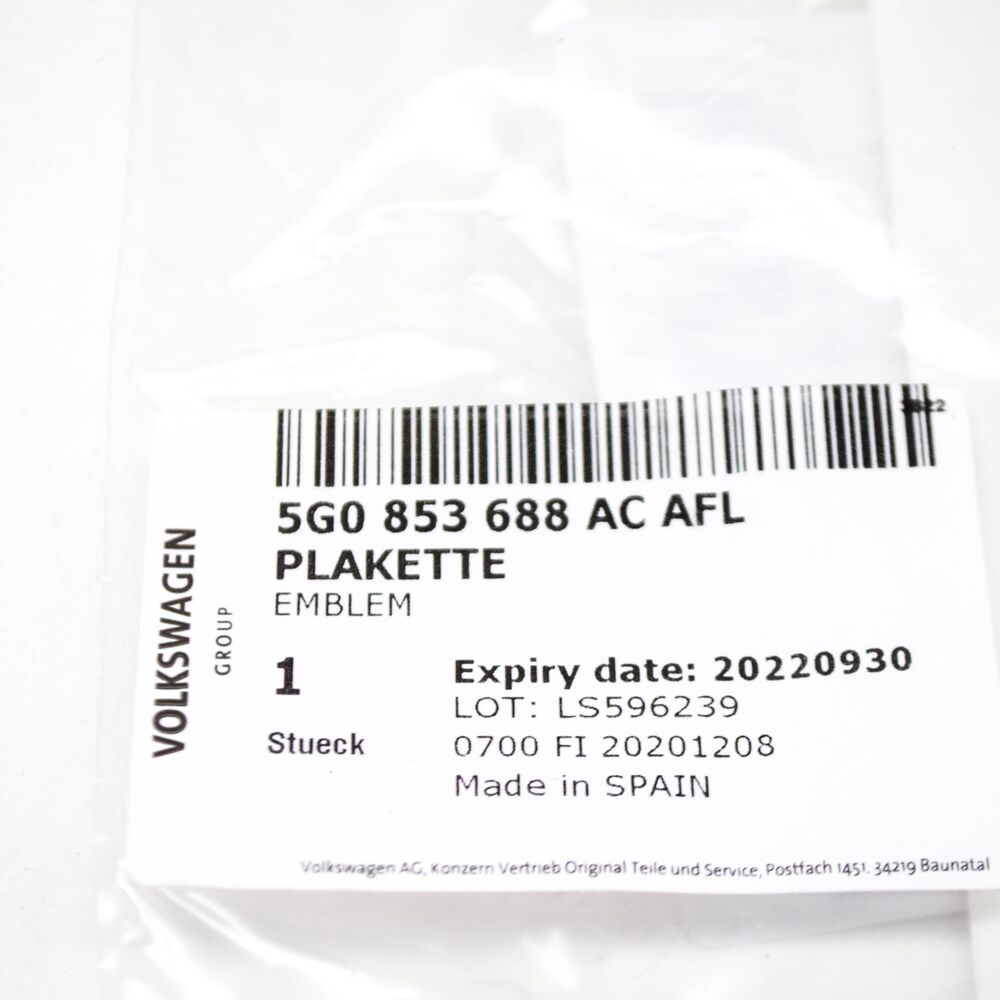 5G0 853 688 AC AFL
PLAKETTE
EMBLEM
VOLKSWAGEN
GROUP
1
Stueck
Expiry date: 20220930
LOT: LS596239
0700 FI 20201208
Made in SPAIN
Volkswagen AG, Konzern Vertrieb Original Teile und Service, Postfach 1451. 34219 Baunatal